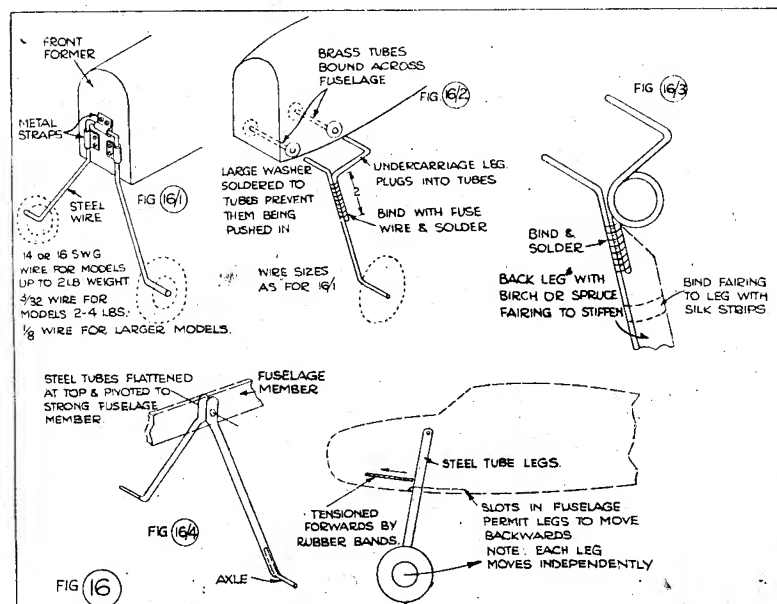 FRONT
FORMER
METAL
STRAPS
STEEL
WIRE
FIG 16/1
14 OR 16 SWG
WIRE FOR MODELS
UP TO 2LB WEIGHT
3/32 WIRE FOR
MODELS 2-4 LBS.
1/8 WIRE FOR LARGER MODELS.
BRASS TUBES
BOUND ACROSS
FUSELAGE
FIG 16/2
LARGE WASHER
SOLDERED TO
TUBES PREVENT
THEM BEING
PUSHED IN
UNDERCARRIAGE LEG.
PLUGS INTO TUBES
2
BIND WITH FUSE
WIRE & SOLDER
WIRE SIZES
AS FOR 16/1
FIG 16/3
BIND &
SOLDER
BACK LEG WITH
BIRCH OR SPRUCE
FAIRING TO STIFFEN
BIND FAIRING
TO LEG WITH
SILK STRIPS
STEEL TUBES FLATTENED
AT TOP & PIVOTED TO
STRONG FUSELAGE
MEMBER
FUSELAGE
MEMBER
FIG 16/4
AXLE
STEEL TUBE LEGS.
TENSIONED
FORWARDS BY
RUBBER BANDS.
SLOTS IN FUSELAGE
PERMIT LEGS TO MOVE
BACKWARDS
NOTE: EACH LEG
MOVES INDEPENDENTLY
FIG 16